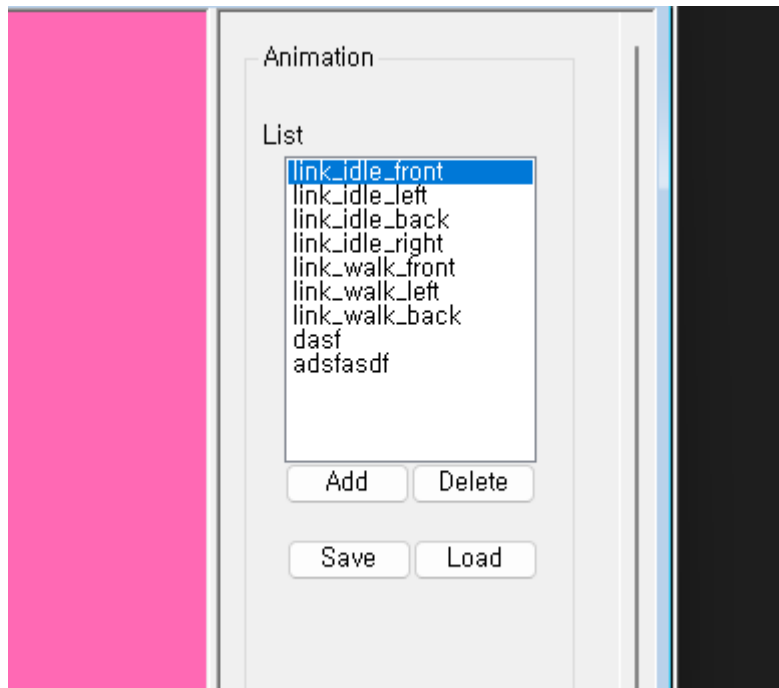 Animation
List
link_idle_front
link_idle_left
link_idle_back
link_idle_right
link_walk_front
link_walk_left
link_walk_back
dasf
adsfasdf
Add Delete
Save Load